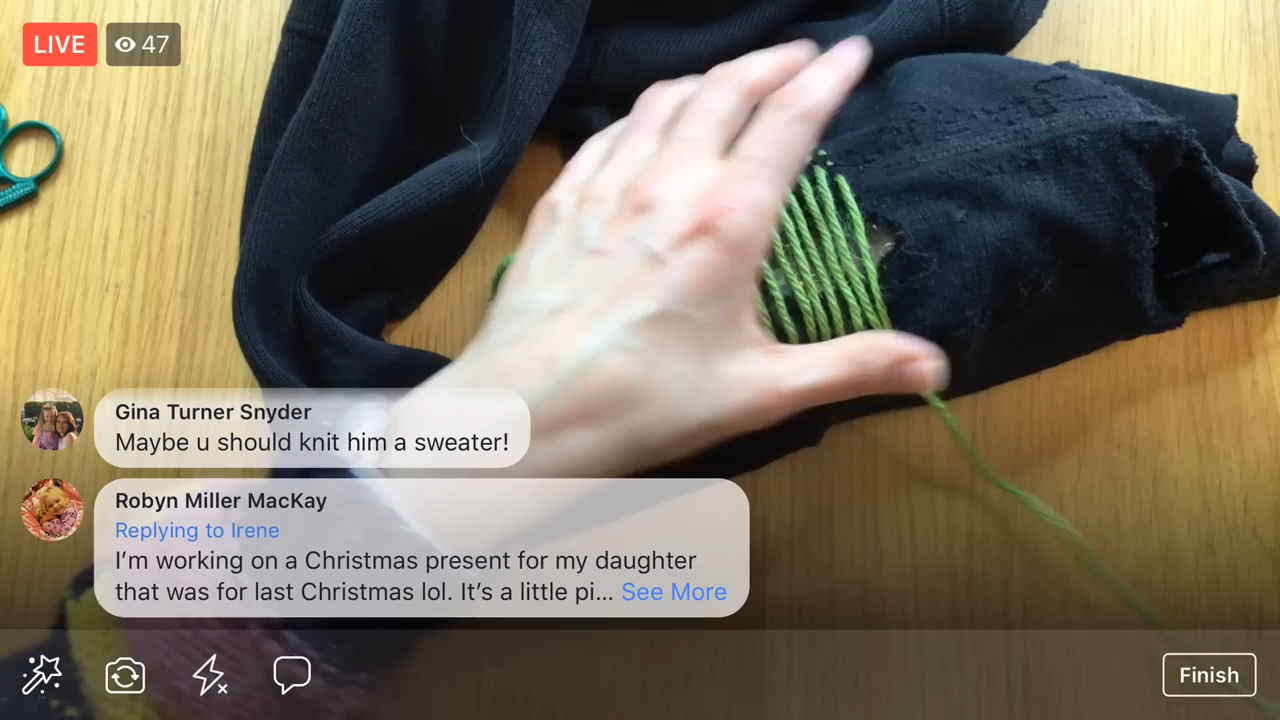 LIVE
47
Gina Turner Snyder
Maybe u should knit him a sweater!
Robyn Miller MacKay
Replying to Irene
I’m working on a Christmas present for my daughter
that was for last Christmas lol. It’s a little pi... See More
Finish